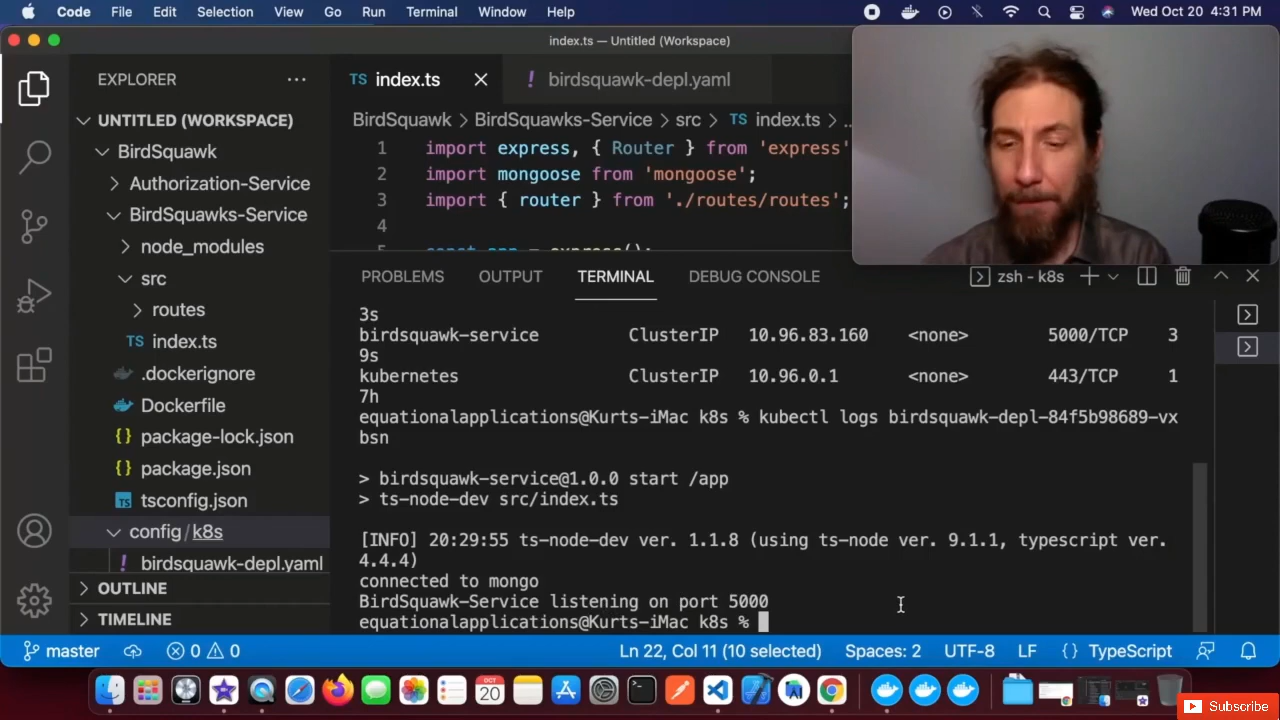 Code File Edit Selection View Go Run Terminal Window Help Wed Oct 20 4:31 PM
index.ts — Untitled (Workspace)
EXPLORER
TS index.ts
! birdsquawk-depl.yaml
BirdSquawk > BirdSquawks-Service > src > TS index.ts > ..
UNTITLED (WORKSPACE)
BirdSquawk
Authorization-Service
BirdSquawks-Service
node_modules
src
routes
TS index.ts
.dockerignore
Dockerfile
{} package-lock.json
{} package.json
TS tsconfig.json
config/k8s
! birdsquawk-depl.yaml
OUTLINE
TIMELINE
1 import express, { Router } from 'express'
2 import mongoose from 'mongoose';
3 import { router } from './routes/routes';
4
5 const app = express();
PROBLEMS OUTPUT TERMINAL DEBUG CONSOLE zsh - k8s
3s
birdsquawk-service ClusterIP 10.96.83.160 <none> 5000/TCP 3
9s
kubernetes ClusterIP 10.96.0.1 <none> 443/TCP 1
7h
equationalapplications@Kurts-iMac k8s % kubectl logs birdsquawk-depl-84f5b98689-vx
bsn
> birdsquawk-service@1.0.0 start /app
> ts-node-dev src/index.ts
[INFO] 20:29:55 ts-node-dev ver. 1.1.8 (using ts-node ver. 9.1.1, typescript ver.
4.4.4)
connected to mongo
BirdSquawk-Service listening on port 5000
equationalapplications@Kurts-iMac k8s %
master 0 0 Ln 22, Col 11 (10 selected) Spaces: 2 UTF-8 LF {} TypeScript
OCT
20
Subscribe